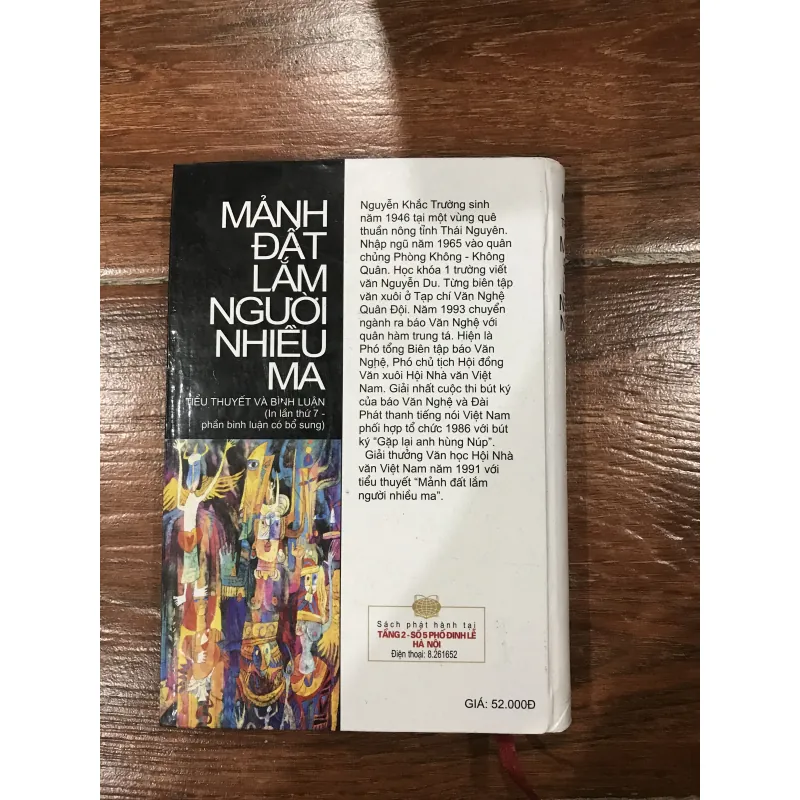 MẢNH
ĐẤT
LẮM
NGƯỜI
NHIỀU
MA
TIỂU THUYẾT VÀ BÌNH LUẬN
(In lần thứ 7 -
phần bình luận có bổ sung)
Nguyễn Khắc Trường sinh
năm 1946 tại một vùng quê
thuần nông tỉnh Thái Nguyên.
Nhập ngũ năm 1965 vào quân
chủng Phòng Không - Không
Quân. Học khóa 1 trường viết
văn Nguyễn Du. Từng biên tập
văn xuôi ở Tạp chí Văn Nghệ
Quân Đội. Năm 1993 chuyển
ngành ra báo Văn Nghệ với
quân hàm trung tá. Hiện là
Phó tổng Biên tập báo Văn
Nghệ, Phó chủ tịch Hội đồng
Văn xuôi Hội Nhà văn Việt
Nam. Giải nhất cuộc thi bút ký
của báo Văn Nghệ và Đài
Phát thanh tiếng nói Việt Nam
phối hợp tổ chức 1986 với bút
ký “Gặp lại anh hùng Núp”.
Giải thưởng Văn học Hội Nhà
văn Việt Nam năm 1991 với
tiểu thuyết “Mảnh đất lắm
người nhiều ma”.
Sách phát hành tại
TẦNG 2 - SỐ 5 PHỐ ĐINH LỄ
HÀ NỘI
Điện thoại: 8.261652
GIÁ: 52.000Đ